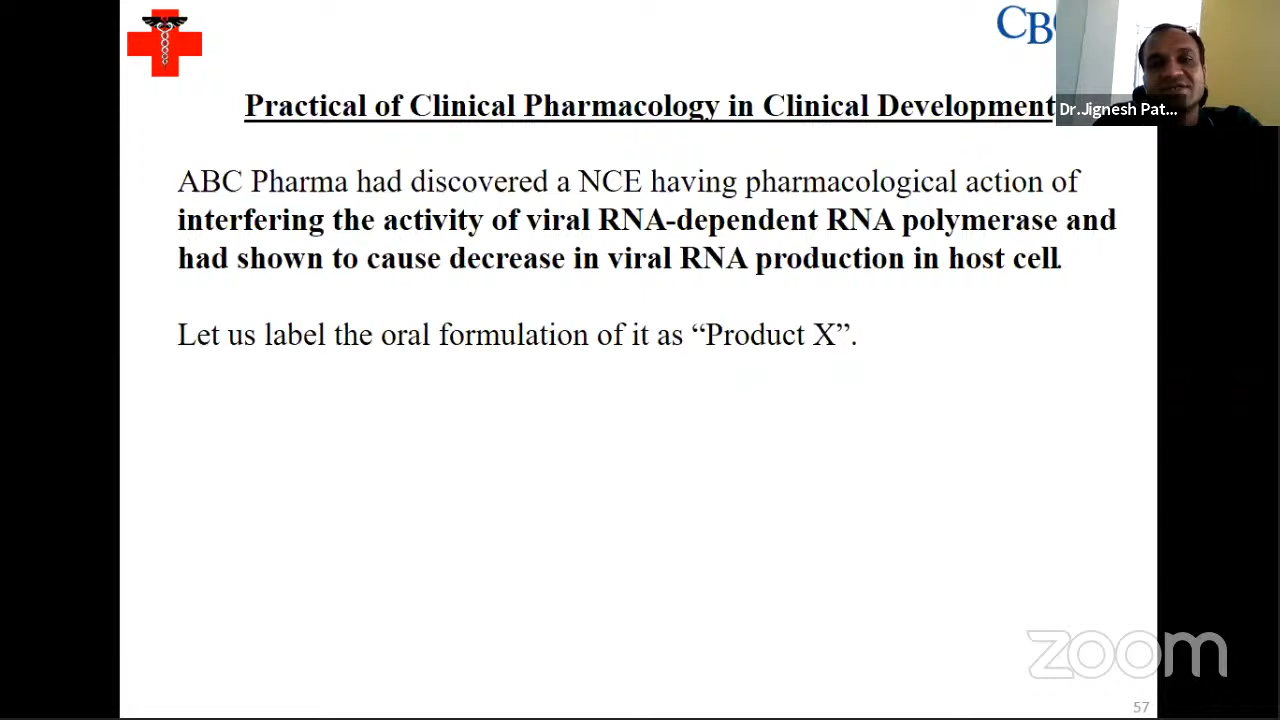 CB
Dr.Jignesh Pat...
Practical of Clinical Pharmacology in Clinical Development
ABC Pharma had discovered a NCE having pharmacological action of
interfering the activity of viral RNA-dependent RNA polymerase and
had shown to cause decrease in viral RNA production in host cell.
Let us label the oral formulation of it as “Product X”.
zoom
57